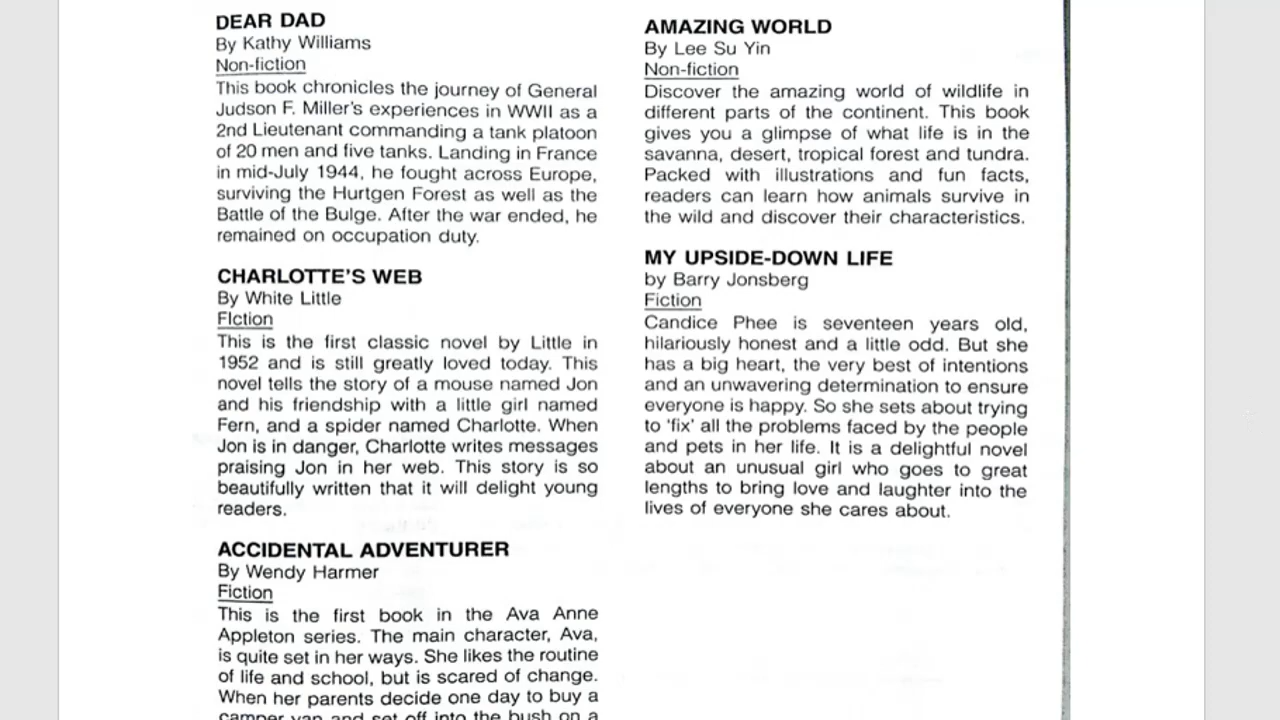 DEAR DAD
By Kathy Williams
Non-fiction
This book chronicles the journey of General
Judson F. Miller's experiences in WWII as a
2nd Lieutenant commanding a tank platoon
of 20 men and five tanks. Landing in France
in mid-July 1944, he fought across Europe,
surviving the Hurtgen Forest as well as the
Battle of the Bulge. After the war ended, he
remained on occupation duty.
CHARLOTTE'S WEB
By White Little
FIction
This is the first classic novel by Little in
1952 and is still greatly loved today. This
novel tells the story of a mouse named Jon
and his friendship with a little girl named
Fern, and a spider named Charlotte. When
Jon is in danger, Charlotte writes messages
praising Jon in her web. This story is so
beautifully written that it will delight young
readers.
ACCIDENTAL ADVENTURER
By Wendy Harmer
Fiction
This is the first book in the Ava Anne
Appleton series. The main character, Ava,
is quite set in her ways. She likes the routine
of life and school, but is scared of change.
When her parents decide one day to buy a
camper van and set off into the bush on a
AMAZING WORLD
By Lee Su Yin
Non-fiction
Discover the amazing world of wildlife in
different parts of the continent. This book
gives you a glimpse of what life is in the
savanna, desert, tropical forest and tundra.
Packed with illustrations and fun facts,
readers can learn how animals survive in
the wild and discover their characteristics.
MY UPSIDE-DOWN LIFE
by Barry Jonsberg
Fiction
Candice Phee is seventeen years old,
hilariously honest and a little odd. But she
has a big heart, the very best of intentions
and an unwavering determination to ensure
everyone is happy. So she sets about trying
to 'fix' all the problems faced by the people
and pets in her life. It is a delightful novel
about an unusual girl who goes to great
lengths to bring love and laughter into the
lives of everyone she cares about.